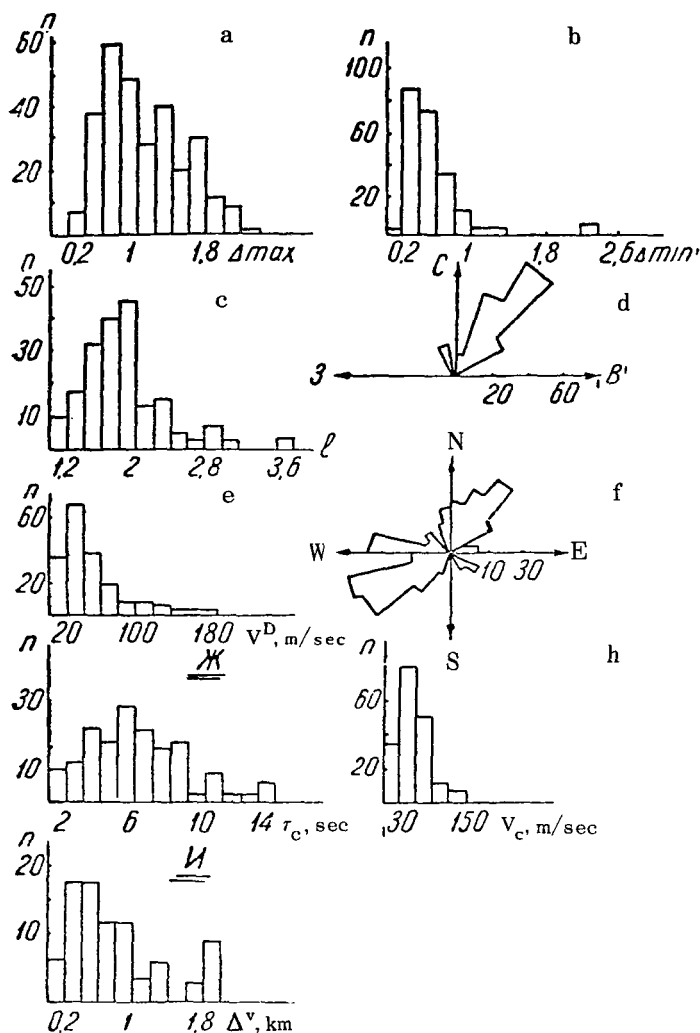 n a
60
40
20
0,2 1 1,8 Δmax
n b
100
60
20
0,2 1 1,8 2,6 Δmin'
n c
50
30
10
1,2 2 2,8 3,6 ℓ
C d
З 20 60 В'
n e
60
20
20 100 180 V^D, m/sec
N f
W E
10 30
S
n Ж
30
10
2 6 10 14 τ_c, sec
n h
60
20
30 150 V_c, m/sec
n И
20
10
0,2 1 1,8 Δ^v, km